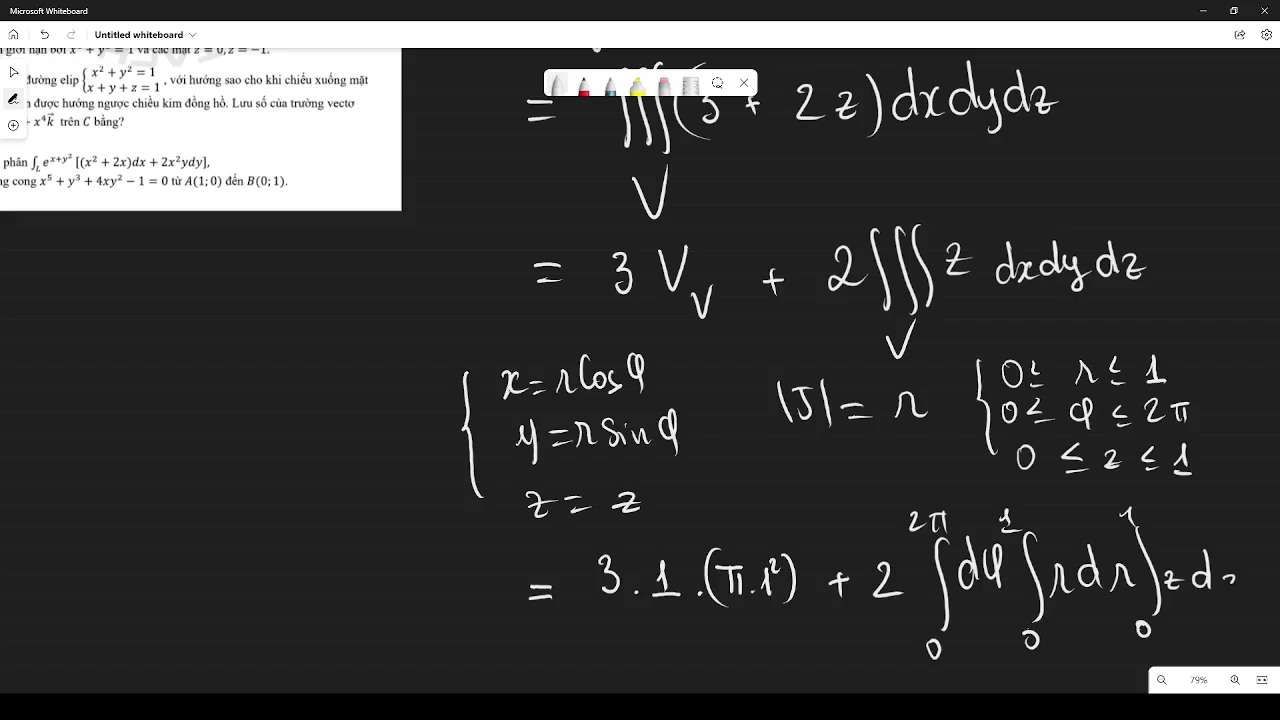 Microsoft Whiteboard
Untitled whiteboard
giới hạn bởi x² + y² = 1 và các mặt z = 0, z = −1.
đường elip { x² + y² = 1
x + y + z = 1 , với hướng sao cho khi chiếu xuống mặt
được hướng ngược chiều kim đồng hồ. Lưu số của trường vectơ
x⁴k⃗ trên C bằng?
phân ∫_L e^{x+y²} [(x² + 2x)dx + 2x²ydy],
cong x⁵ + y³ + 4xy² − 1 = 0 từ A(1; 0) đến B(0; 1).
= ∭_V (3 + 2z) dxdydz
= 3 V_V + 2 ∭_V z dxdydz
{ x = r cos φ
y = r sin φ
z = z
|J| = r
{ 0 ≤ r ≤ 1
0 ≤ φ ≤ 2π
0 ≤ z ≤ 1
= 3 . 1 . (π . 1²) + 2 ∫_0^{2π} dφ ∫_0^1 r dr ∫_0^1 z d
79%